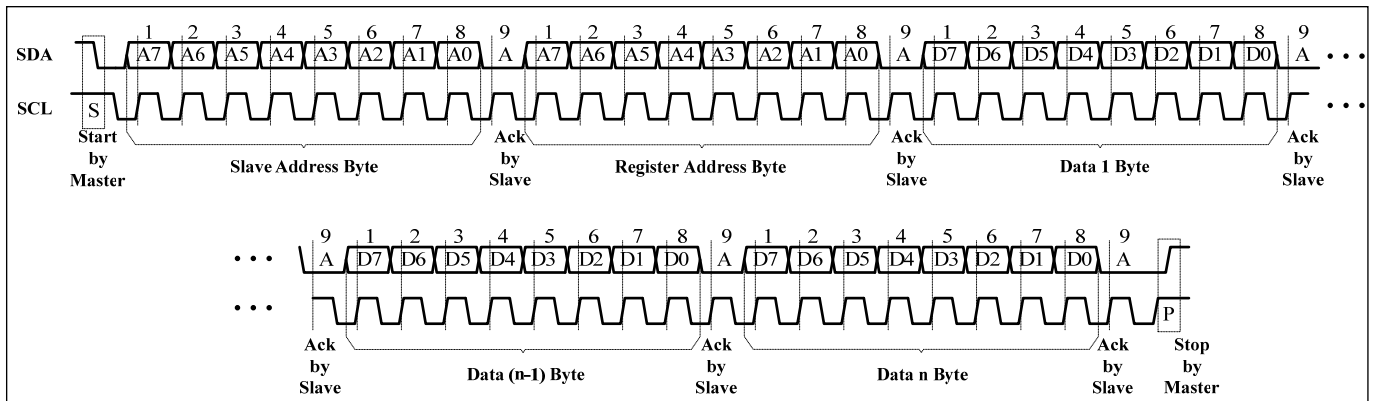 1 2 3 4 5 6 7 8 9 1 2 3 4 5 6 7 8 9 1 2 3 4 5 6 7 8 9
SDA A7 A6 A5 A4 A3 A2 A1 A0 A A7 A6 A5 A4 A3 A2 A1 A0 A D7 D6 D5 D4 D3 D2 D1 D0 A • • •
SCL S • • •
Start by Master
Slave Address Byte
Ack by Slave
Register Address Byte
Ack by Slave
Data 1 Byte
Ack by Slave
9 1 2 3 4 5 6 7 8 9 1 2 3 4 5 6 7 8 9
• • • A D7 D6 D5 D4 D3 D2 D1 D0 A D7 D6 D5 D4 D3 D2 D1 D0 A
• • • P
Ack by Slave
Data (n-1) Byte
Ack by Slave
Data n Byte
Ack by Slave
Stop by Master